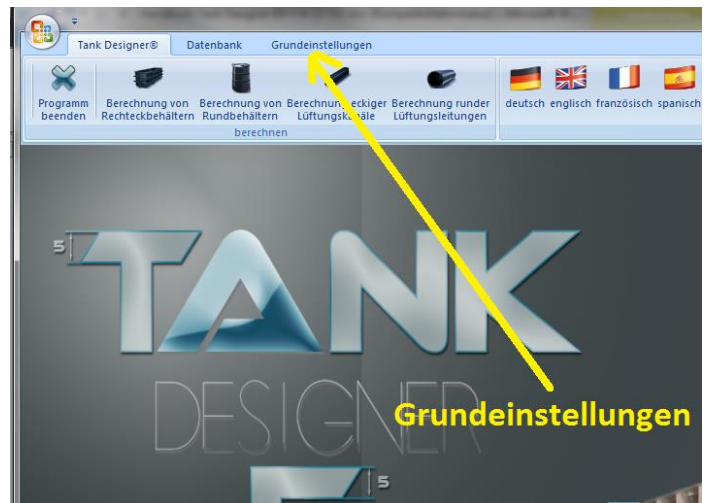 Tank Designer® Datenbank Grundeinstellungen
Programm beenden
Berechnung von Rechteckbehältern
Berechnung von Rundbehältern
Berechnung eckiger Lüftungskanäle
Berechnung runder Lüftungsleitungen
deutsch englisch französisch spanisch
berechnen
5
TANK
DESIGNER
Grundeinstellungen
5